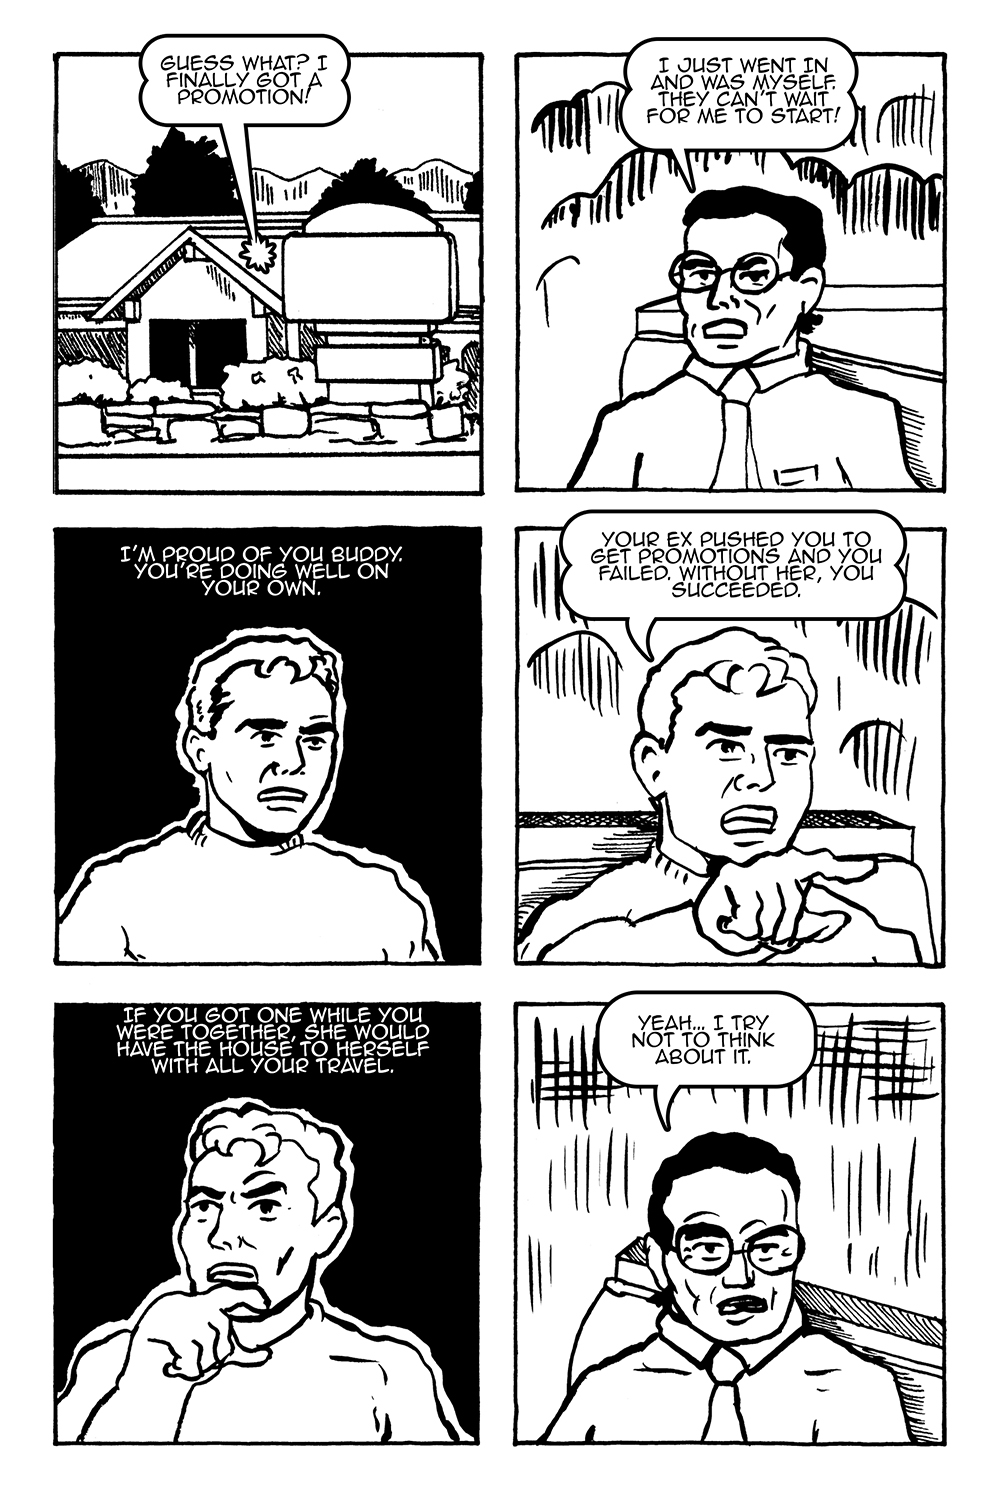 GUESS WHAT? I
FINALLY GOT A
PROMOTION!
I JUST WENT IN
AND WAS MYSELF.
THEY CAN'T WAIT
FOR ME TO START!
I'M PROUD OF YOU BUDDY.
YOU'RE DOING WELL ON
YOUR OWN.
YOUR EX PUSHED YOU TO
GET PROMOTIONS AND YOU
FAILED. WITHOUT HER, YOU
SUCCEEDED.
IF YOU GOT ONE WHILE YOU
WERE TOGETHER, SHE WOULD
HAVE THE HOUSE TO HERSELF
WITH ALL YOUR TRAVEL.
YEAH... I TRY
NOT TO THINK
ABOUT IT.